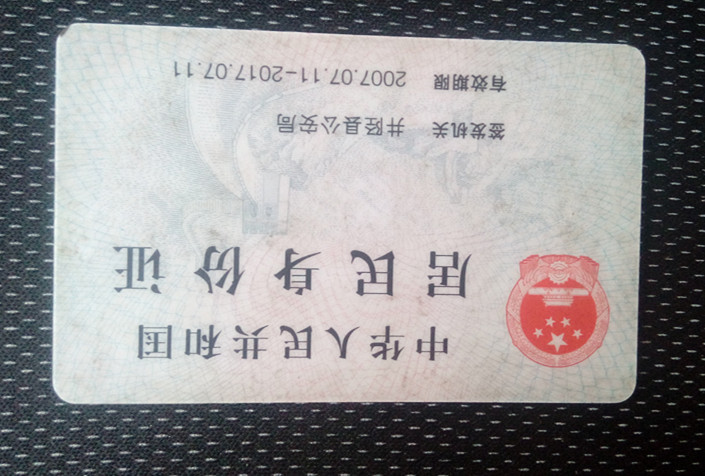 中华人民共和国
居民身份证
签发机关 井陉县公安局
有效期限 2007.07.11-2017.07.11